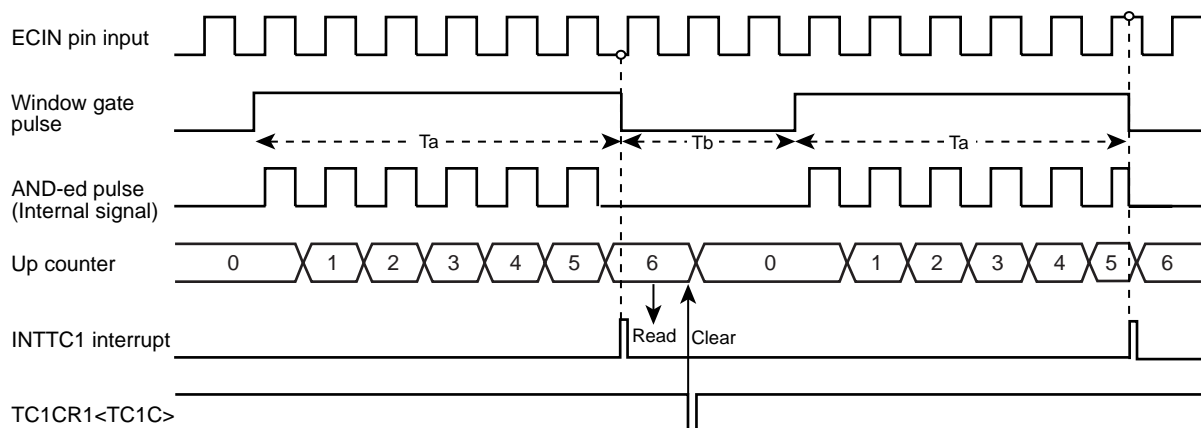 ECIN pin input
Window gate
pulse
Ta
Tb
Ta
AND-ed pulse
(Internal signal)
Up counter
0 1 2 3 4 5 6 0 1 2 3 4 5 6
Read
Clear
INTTC1 interrupt
TC1CR1<TC1C>